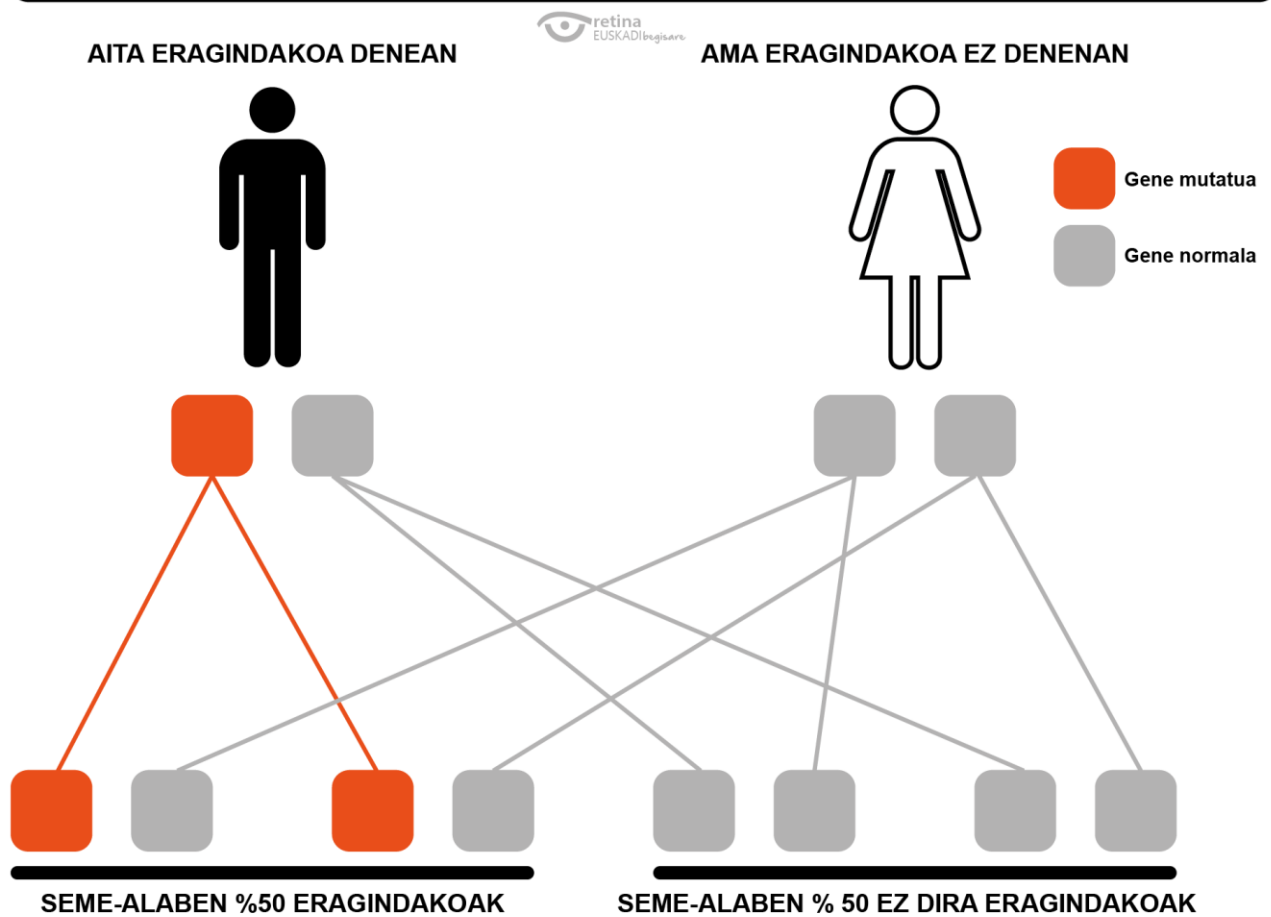 retina
EUSKADI begisare
AITA ERAGINDAKOA DENEAN
AMA ERAGINDAKOA EZ DENENAN
Gene mutatua
Gene normala
SEME-ALABEN %50 ERAGINDAKOAK
SEME-ALABEN % 50 EZ DIRA ERAGINDAKOAK